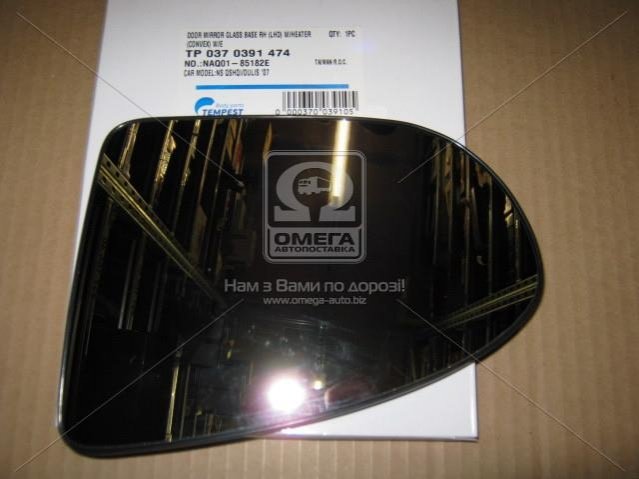 DOOR MIRROR GLASS BASE RH (LHD) W/HEATER QTY: 1PC
(CONVEX) W/E
TP 037 0391 474
NO.:NAQ01-85182E TAIWAN R.O.C.
CAR MODEL:NS QSHQI/DULIS '07
Body parts
TEMPEST
0 000370 039105
ОМЕГА
АВТОПОСТАВКА
Нам з Вами по дорозі!
www.omega-auto.biz